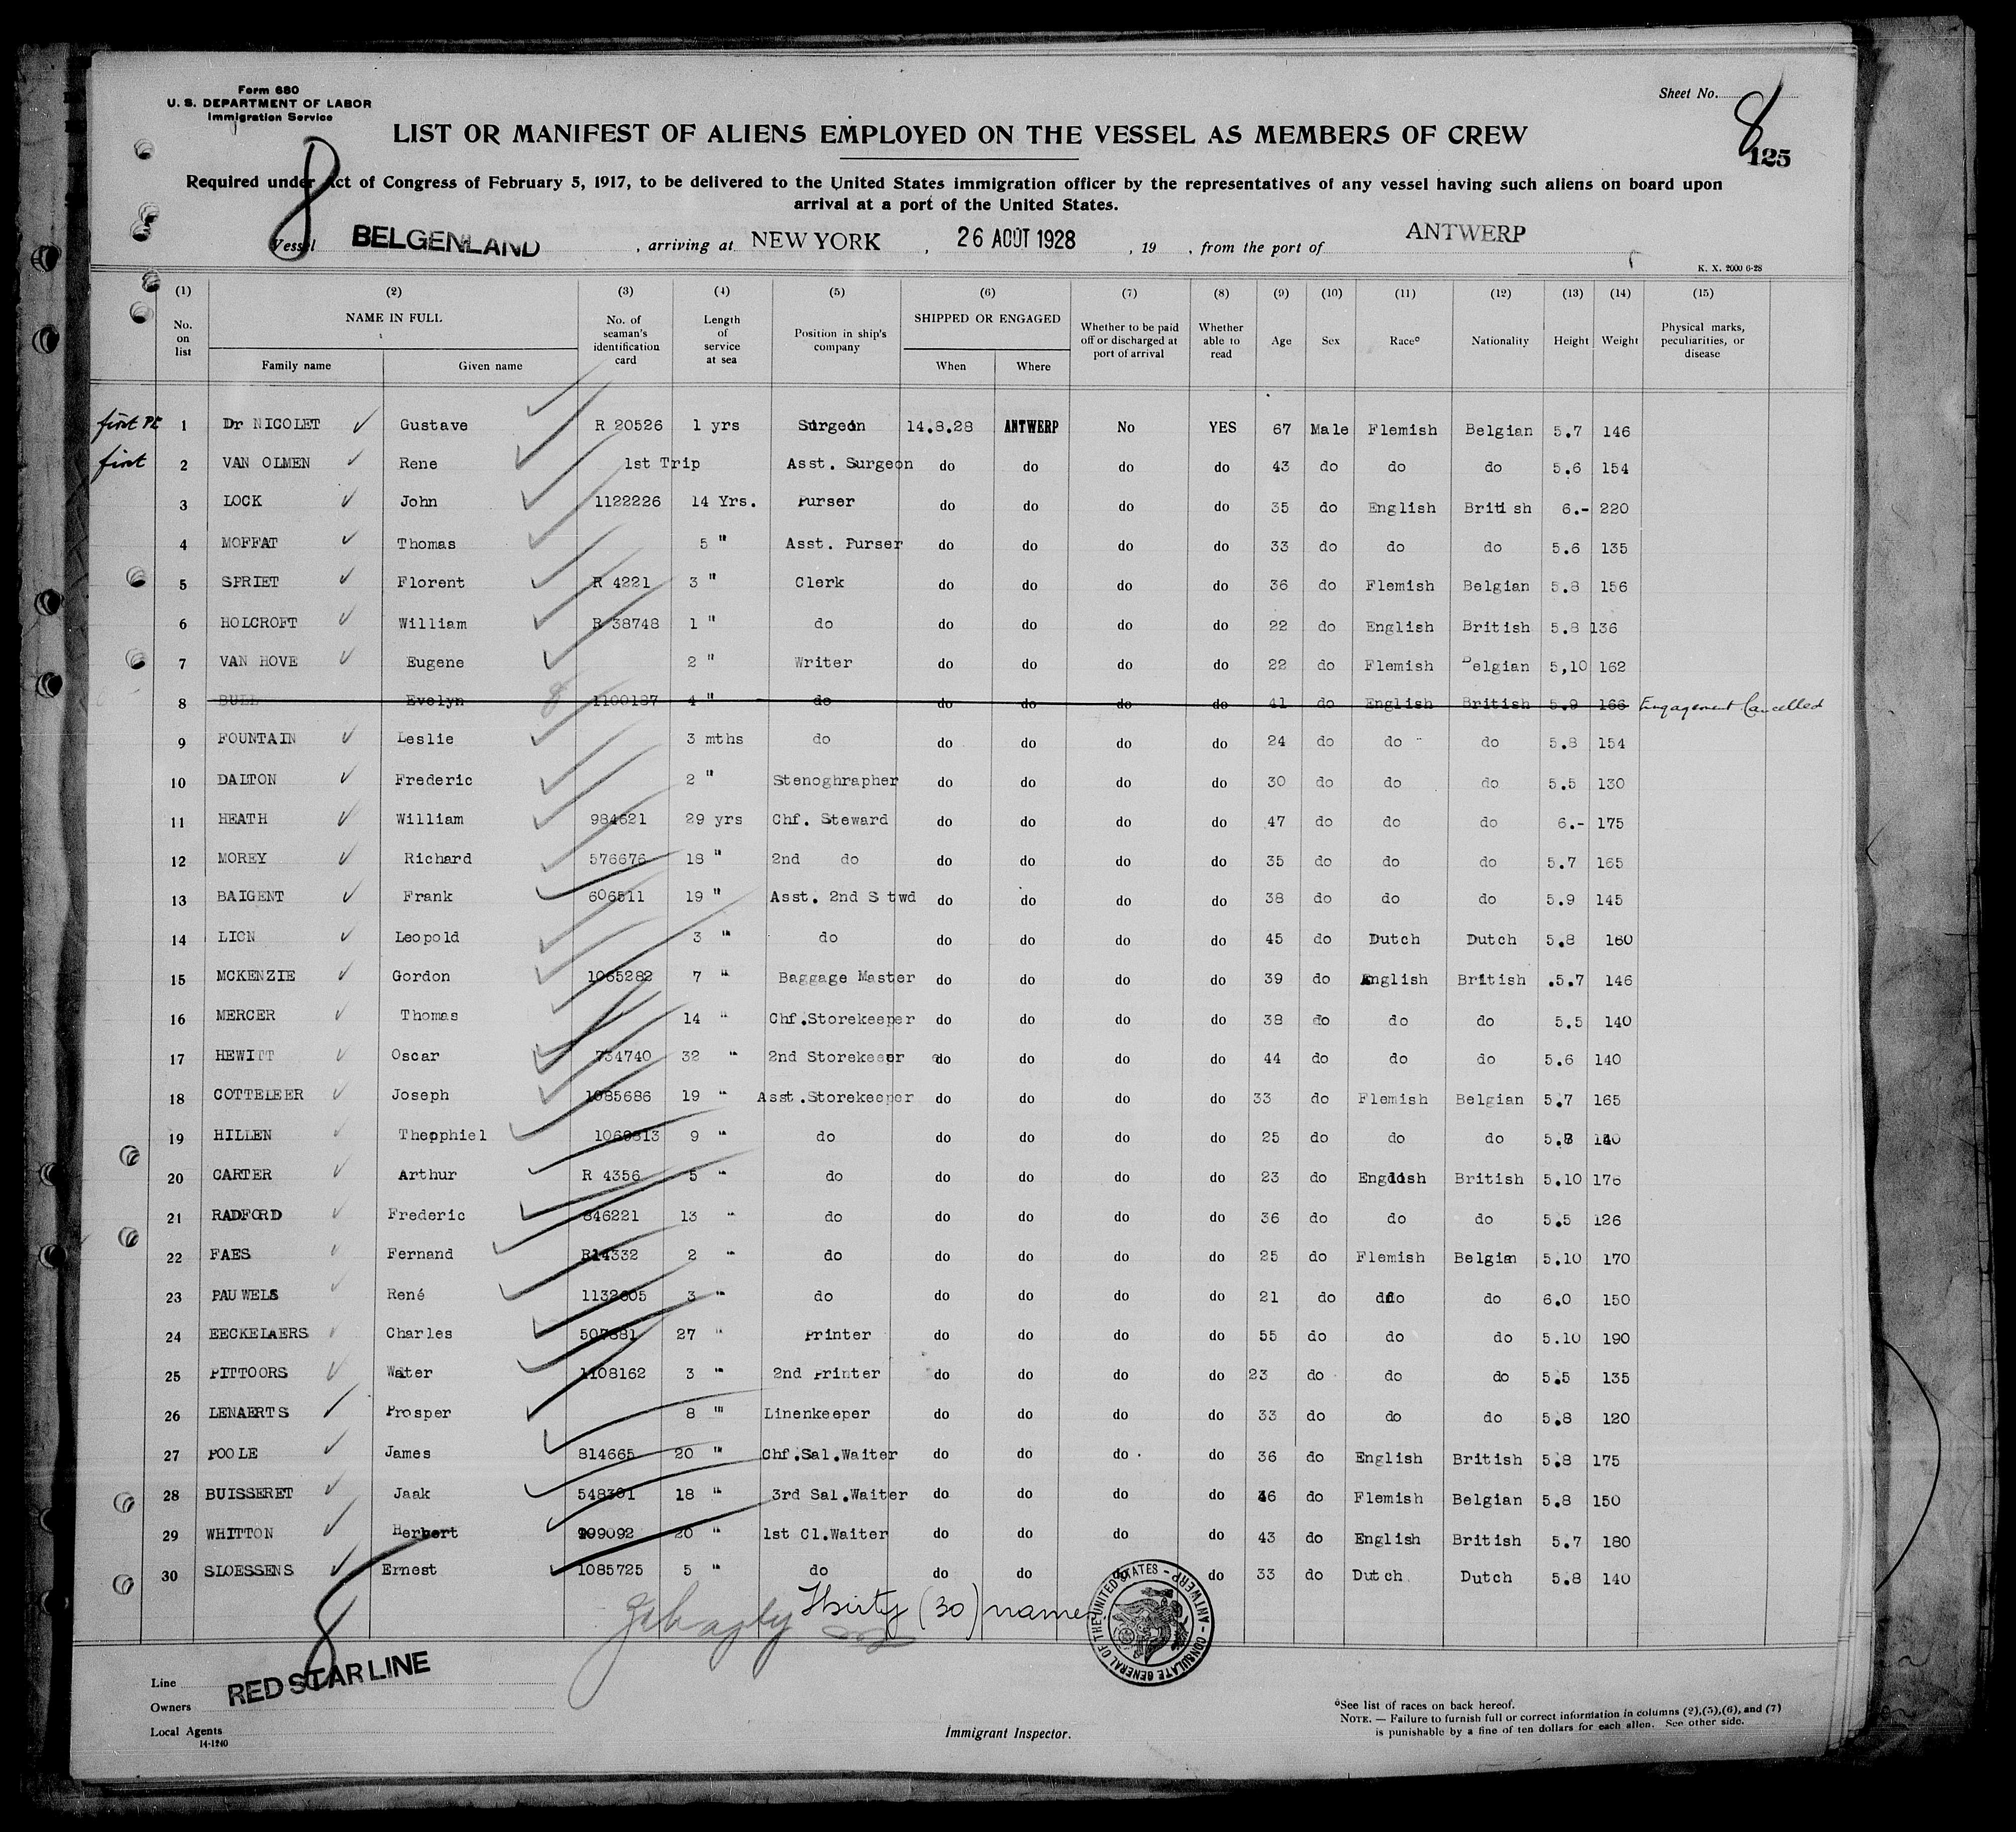 Form 680
U. S. DEPARTMENT OF LABOR
Immigration Service
Sheet No. 8
125
LIST OR MANIFEST OF ALIENS EMPLOYED ON THE VESSEL AS MEMBERS OF CREW
8
Required under Act of Congress of February 5, 1917, to be delivered to the United States immigration officer by the representatives of any vessel having such aliens on board upon
arrival at a port of the United States.
Vessel BELGENLAND , arriving at NEW YORK , 26 AOUT 1928 , 19 , from the port of ANTWERP
K. X. 2000 6-28
(1) (2) (3) (4) (5) (6) (7) (8) (9) (10) (11) (12) (13) (14) (15)
No. on list NAME IN FULL Family name Given name No. of seaman's identification card Length of service at sea Position in ship's company SHIPPED OR ENGAGED When Where Whether to be paid off or discharged at port of arrival Whether able to read Age Sex Race° Nationality Height Weight Physical marks, peculiarities, or disease
first PE 1 Dr NICOLET Gustave R 20526 1 yrs Surgeon 14.8.28 ANTWERP No YES 67 Male Flemish Belgian 5.7 146
first 2 VAN OLMEN Rene 1st Trip Asst. Surgeon do do do do 43 do do do 5.6 154
3 LOCK John 1122226 14 Yrs. Purser do do do do 35 do English British 6.- 220
4 MOFFAT Thomas 5 " Asst. Purser do do do do 33 do do do 5.6 135
5 SPRIET Florent R 4221 3 " Clerk do do do do 36 do Flemish Belgian 5.8 156
6 HOLCROFT William R 38748 1 " do do do do do 22 do English British 5.8 136
7 VAN HOVE Eugene 2 " Writer do do do do 22 do Flemish Belgian 5,10 162
8 BULL Evelyn 1100187 4 " do do do do do 41 do English British 5.9 166 Engagement Cancelled
9 FOUNTAIN Leslie 3 mths do do do do do 24 do do do 5.8 154
10 DALTON Frederic 2 " Stenoghrapher do do do do 30 do do do 5.5 130
11 HEATH William 984621 29 yrs Chf. Steward do do do do 47 do do do 6.- 175
12 MOREY Richard 576676 18 " 2nd do do do do do 35 do do do 5.7 165
13 BAIGENT Frank 606511 19 " Asst. 2nd S twd do do do do 38 do do do 5.9 145
14 LION Leopold 3 " do do do do do 45 do Dutch Dutch 5.8 160
15 MCKENZIE Gordon 1065282 7 " Baggage Master do do do do 39 do English British .5.7 146
16 MERCER Thomas 14 " Chf.Storekeeper do do do do 38 do do do 5.5 140
17 HEWITT Oscar 734740 32 " 2nd Storekeeer do do do do 44 do do do 5.6 140
18 COTTELEER Joseph 1085686 19 " Asst.Storekeeper do do do do 33 do Flemish Belgian 5.7 165
19 HILLEN Theophiel 9 " do do do do do 25 do do do
20 CARTER Arthur R 4356 5 " do do do do do 23 do English British 5.10 176
21 RADFORD Frederic 846221 13 " do do do do do 36 do do do 5.5 126
22 FAES Fernand R14332 2 " do do do do do 25 do Flemish Belgian 5.10 170
23 PAUWELS René 1132605 3 " do do do do do 21 do do do 6.0 150
24 EECKELAERS Charles 507881 27 " Printer do do do do 55 do do do 5.10 190
25 PITTOORS Water 1108162 3 " 2nd Printer do do do do 23 do do do 5.5 135
26 LENAERTS Prosper 8 " Linenkeeper do do do do 33 do do do 5.8 120
27 POOLE James 814665 20 " Chf.Sal.Waiter do do do do 36 do English British 5.8 175
28 BUISSERET Jaak 548391 18 " 3rd Sal.Waiter do do do do do Flemish Belgian 5.8 150
29 WHITTON Herbert 20 " 1st Cl.Waiter do do do do 43 do English British 5.7 180
30 SLOESSENS Ernest 1085725 5 " do do do do 33 do Dutch Dutch 5.8 140
Thirty (30) names
CONSULATE GENERAL OF THE UNITED STATES - ANTWERP -
8
Line RED STAR LINE
Owners
Local Agents
14-1240
Immigrant Inspector.
°See list of races on back hereof.
NOTE. — Failure to furnish full or correct information in columns (2),(5),(6), and (7)
is punishable by a fine of ten dollars for each alien. See other side.